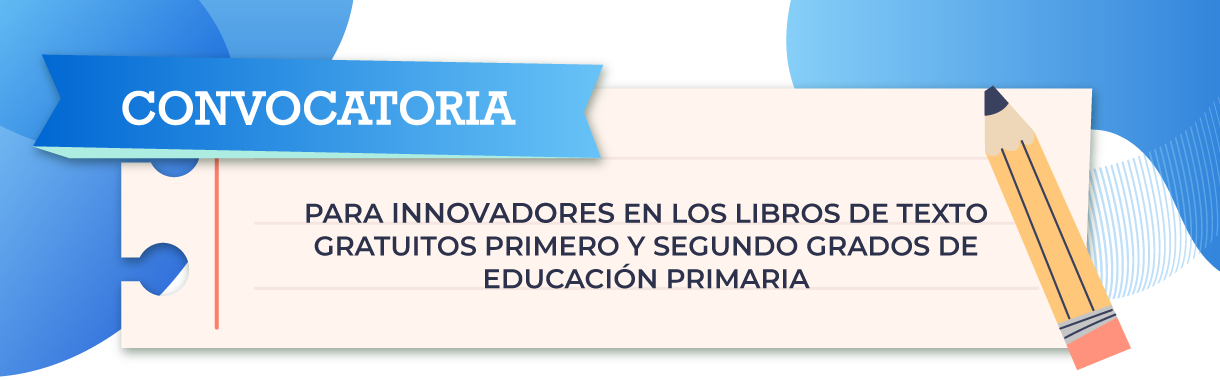 CONVOCATORIA
PARA INNOVADORES EN LOS LIBROS DE TEXTO
GRATUITOS PRIMERO Y SEGUNDO GRADOS DE
EDUCACIÓN PRIMARIA